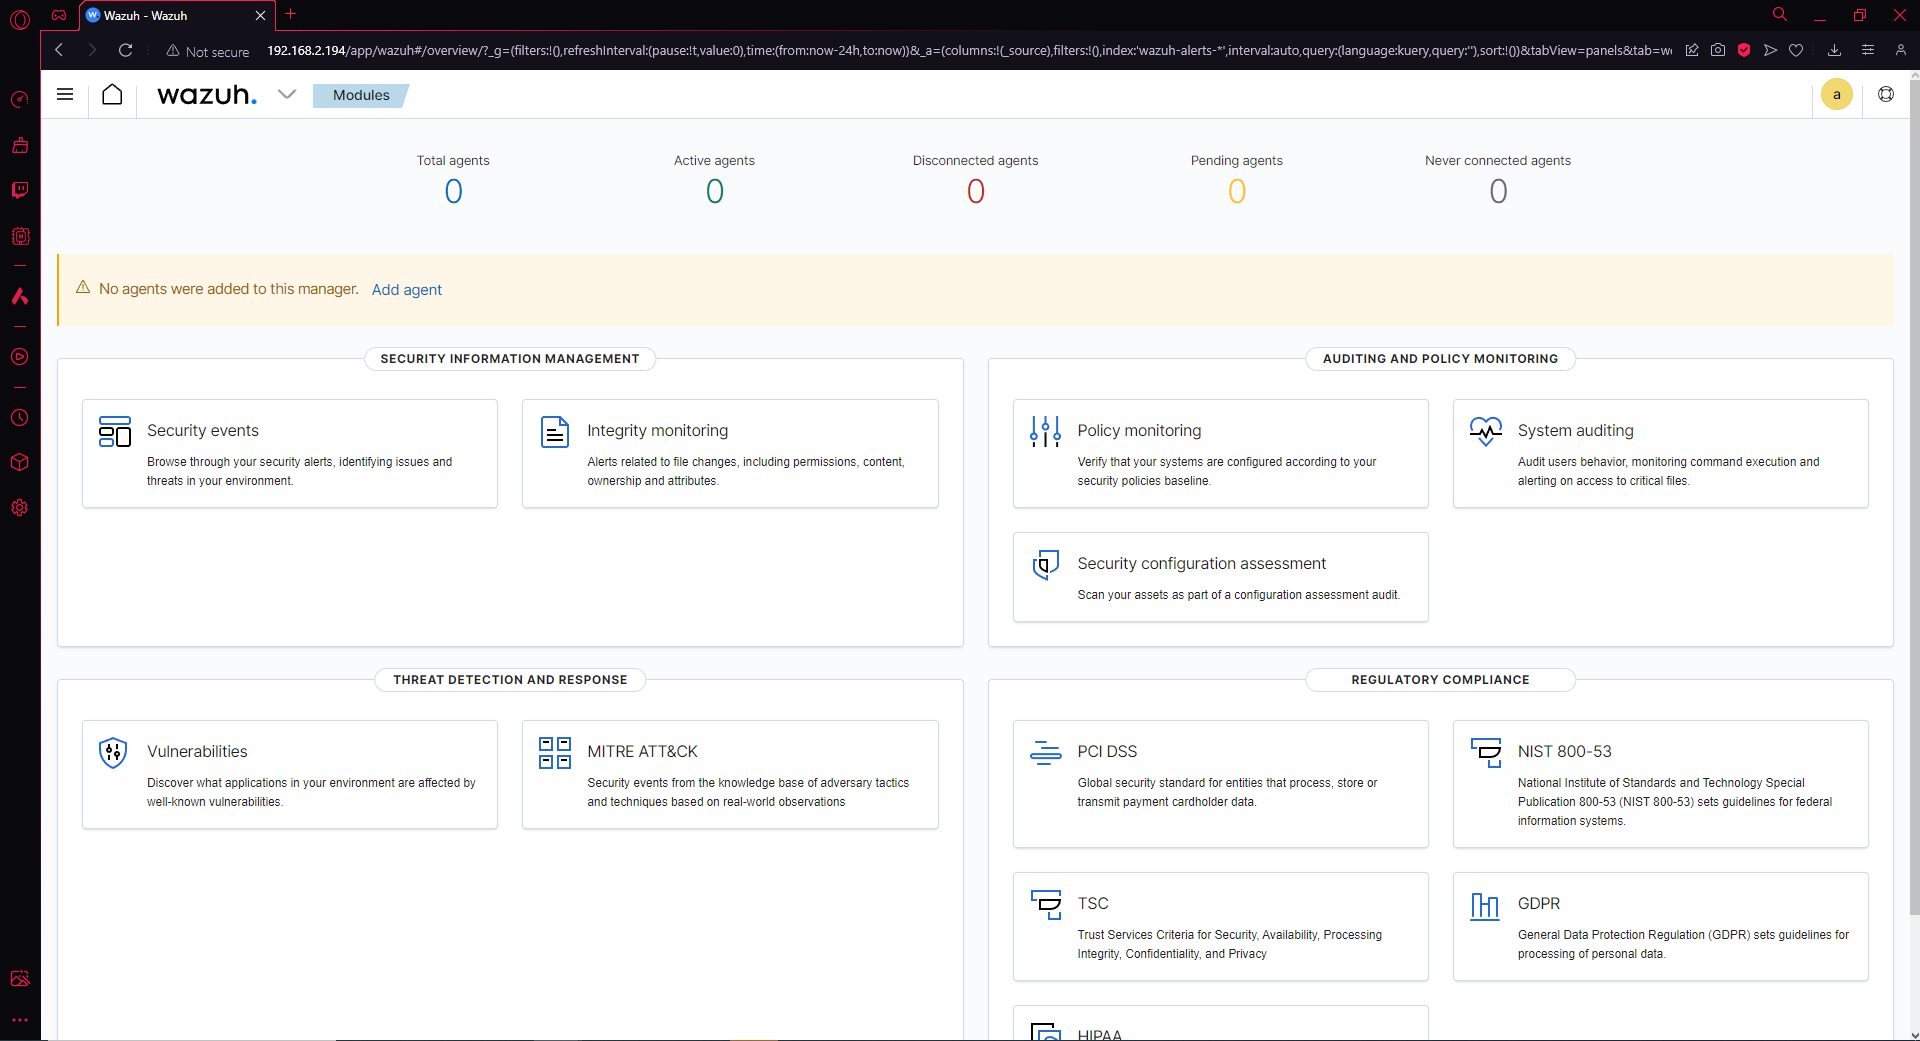 Wazuh - Wazuh
Not secure
192.168.2.194/app/wazuh#/overview/?_g=(filters:!(),refreshInterval:(pause:!t,value:0),time:(from:now-24h,to:now))&_a=(columns:!(_source),filters:!(),index:'wazuh-alerts-*',interval:auto,query:(language:kuery,query:''),sort:!())&tabView=panels&tab=we
wazuh.
Modules
a
Total agents
Active agents
Disconnected agents
Pending agents
Never connected agents
0
0
0
0
0
No agents were added to this manager. Add agent
SECURITY INFORMATION MANAGEMENT
Security events
Browse through your security alerts, identifying issues and
threats in your environment.
Integrity monitoring
Alerts related to file changes, including permissions, content,
ownership and attributes.
AUDITING AND POLICY MONITORING
Policy monitoring
Verify that your systems are configured according to your
security policies baseline.
System auditing
Audit users behavior, monitoring command execution and
alerting on access to critical files.
Security configuration assessment
Scan your assets as part of a configuration assessment audit.
THREAT DETECTION AND RESPONSE
Vulnerabilities
Discover what applications in your environment are affected by
well-known vulnerabilities.
MITRE ATT&CK
Security events from the knowledge base of adversary tactics
and techniques based on real-world observations
REGULATORY COMPLIANCE
PCI DSS
Global security standard for entities that process, store or
transmit payment cardholder data.
NIST 800-53
National Institute of Standards and Technology Special
Publication 800-53 (NIST 800-53) sets guidelines for federal
information systems.
TSC
Trust Services Criteria for Security, Availability, Processing
Integrity, Confidentiality, and Privacy
GDPR
General Data Protection Regulation (GDPR) sets guidelines for
processing of personal data.
HIPAA